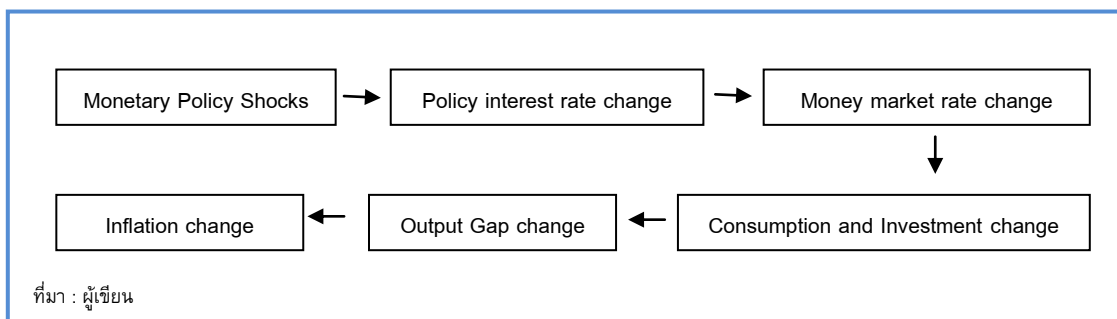 Monetary Policy Shocks
Policy interest rate change
Money market rate change
Consumption and Investment change
Output Gap change
Inflation change
ที่มา : ผู้เขียน